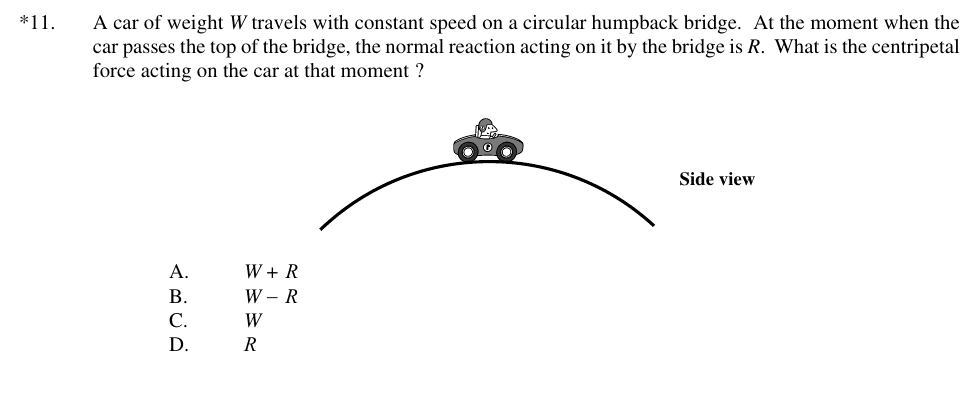 *11. A car of weight W travels with constant speed on a circular humpback bridge. At the moment when the
car passes the top of the bridge, the normal reaction acting on it by the bridge is R. What is the centripetal
force acting on the car at that moment ?
Side view
A. W + R
B. W – R
C. W
D. R